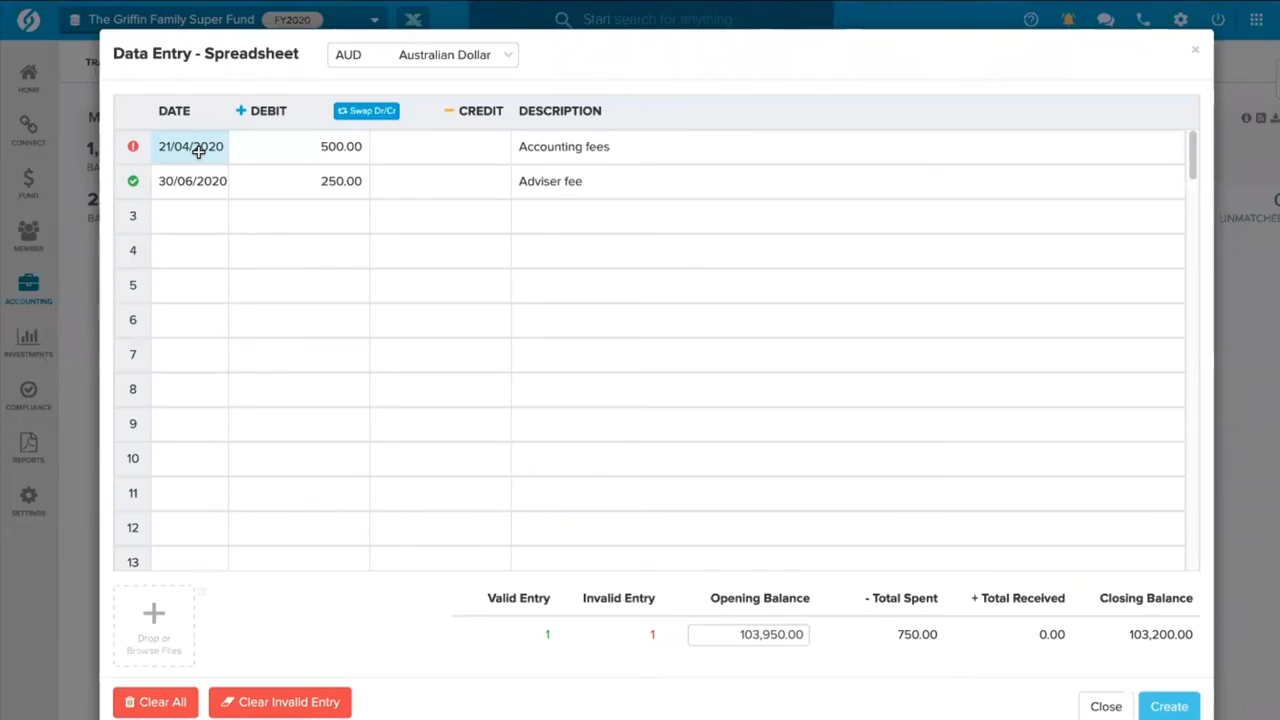 The Griffin Family Super Fund FY2020 Start search for anything
Data Entry - Spreadsheet AUD Australian Dollar
DATE + DEBIT Swap Dr/Cr − CREDIT DESCRIPTION
21/04/2020 500.00 Accounting fees
30/06/2020 250.00 Adviser fee
3
4
5
6
7
8
9
10
11
12
13
HOME
CONNECT
FUND
MEMBER
ACCOUNTING
INVESTMENTS
COMPLIANCE
REPORTS
SETTINGS
UNMATCHE
Drop or
Browse Files
Valid Entry Invalid Entry Opening Balance - Total Spent + Total Received Closing Balance
1 1 103,950.00 750.00 0.00 103,200.00
Clear All Clear Invalid Entry Close Create